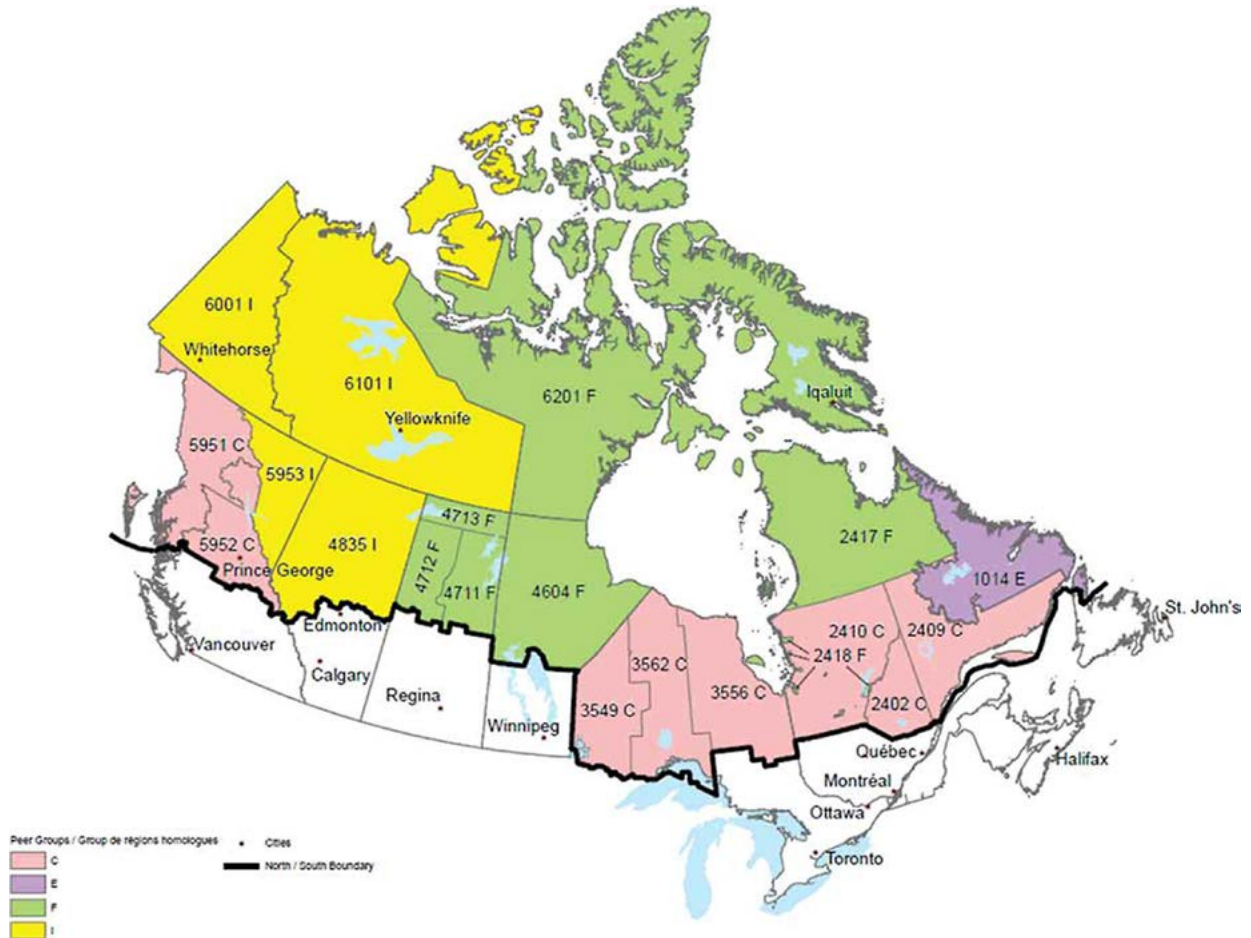 6001 I
Whitehorse
6101 I
Yellowknife
6201 F
Iqaluit
5951 C
5953 I
4713 F
2417 F
5952 C
Prince George
4835 I
4712 F
4711 F
4604 F
1014 E
St. John's
Edmonton
Vancouver
Calgary
Regina
Winnipeg
3549 C
3562 C
3556 C
2410 C
2418 F
2409 C
2402 C
Québec
Halifax
Montréal
Ottawa
Toronto
Peer Groups / Group de régions homologues
C
E
F
I
Cities
North / South Boundary